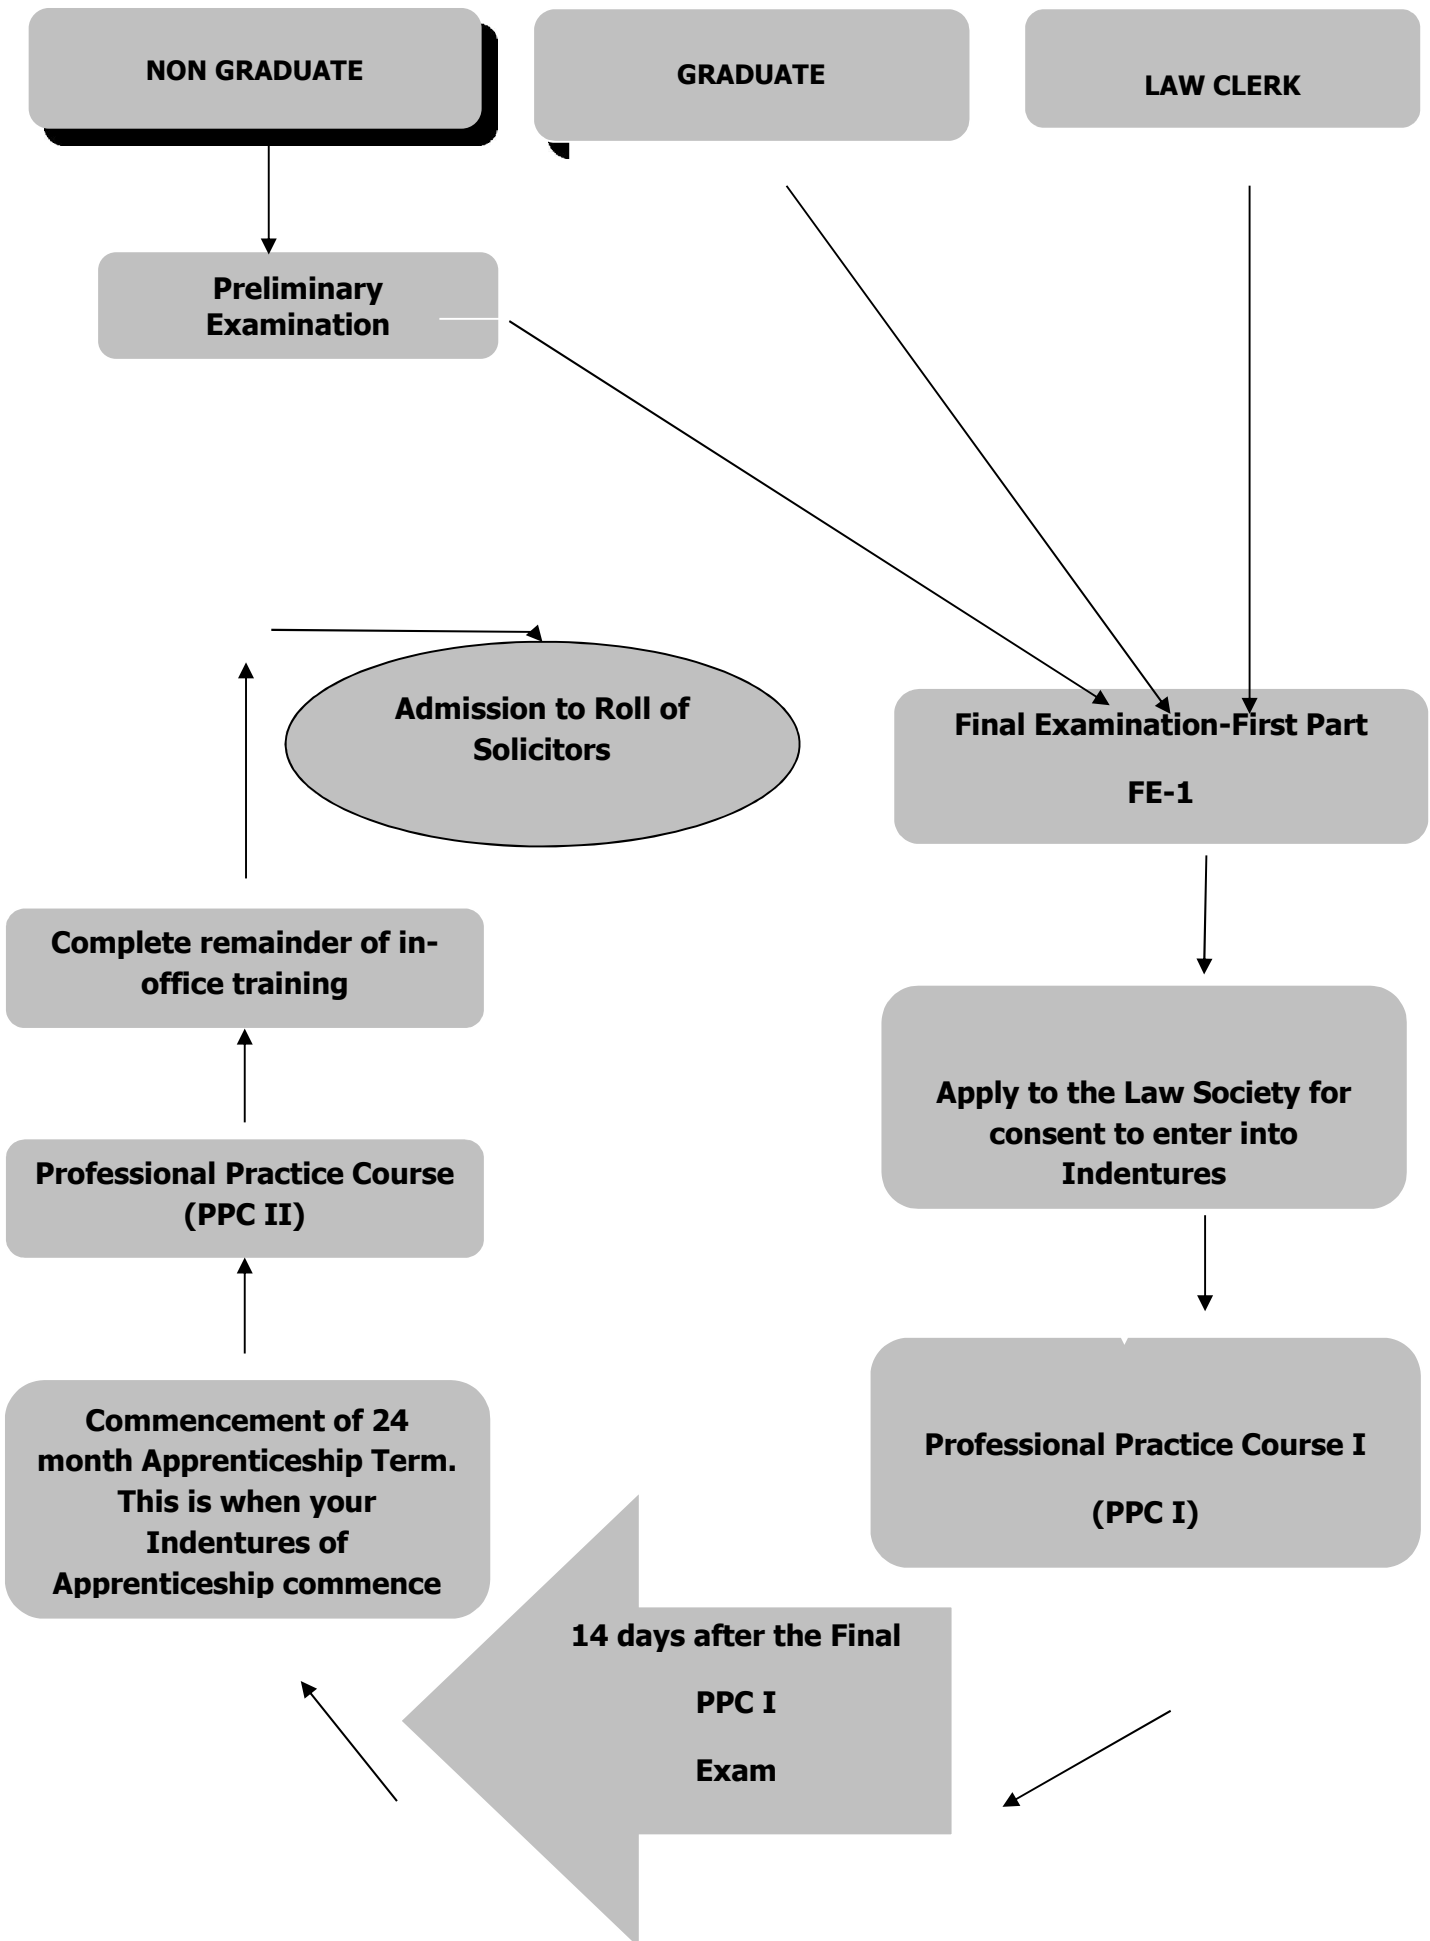 NON GRADUATE
GRADUATE
LAW CLERK
Preliminary
Examination
Admission to Roll of
Solicitors
Final Examination-First Part
FE-1
Complete remainder of in-
office training
Apply to the Law Society for
consent to enter into
Indentures
Professional Practice Course
(PPC II)
Commencement of 24
month Apprenticeship Term.
This is when your
Indentures of
Apprenticeship commence
Professional Practice Course I
(PPC I)
14 days after the Final
PPC I
Exam